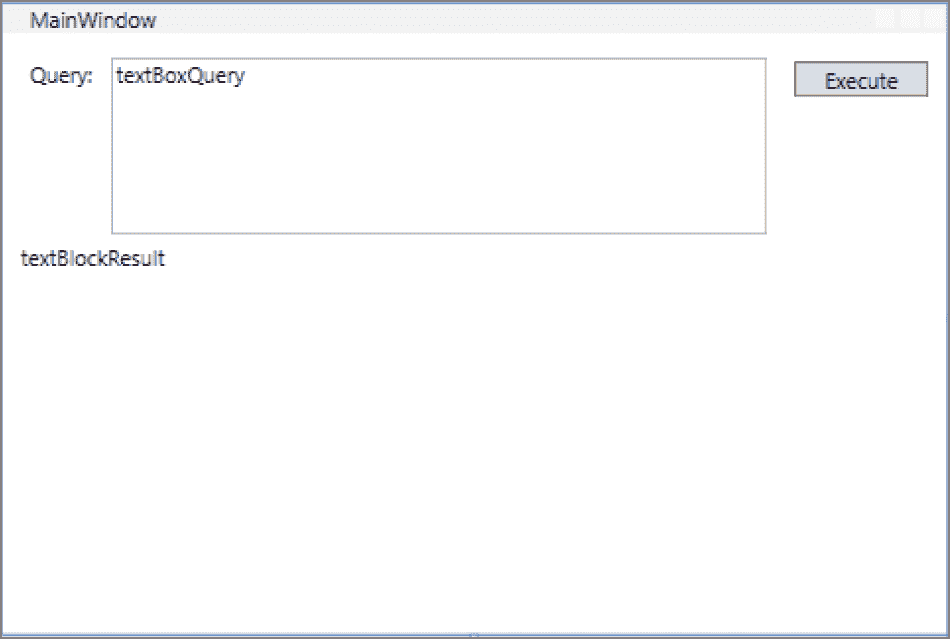 MainWindow
Query:
textBoxQuery
Execute
textBlockResult